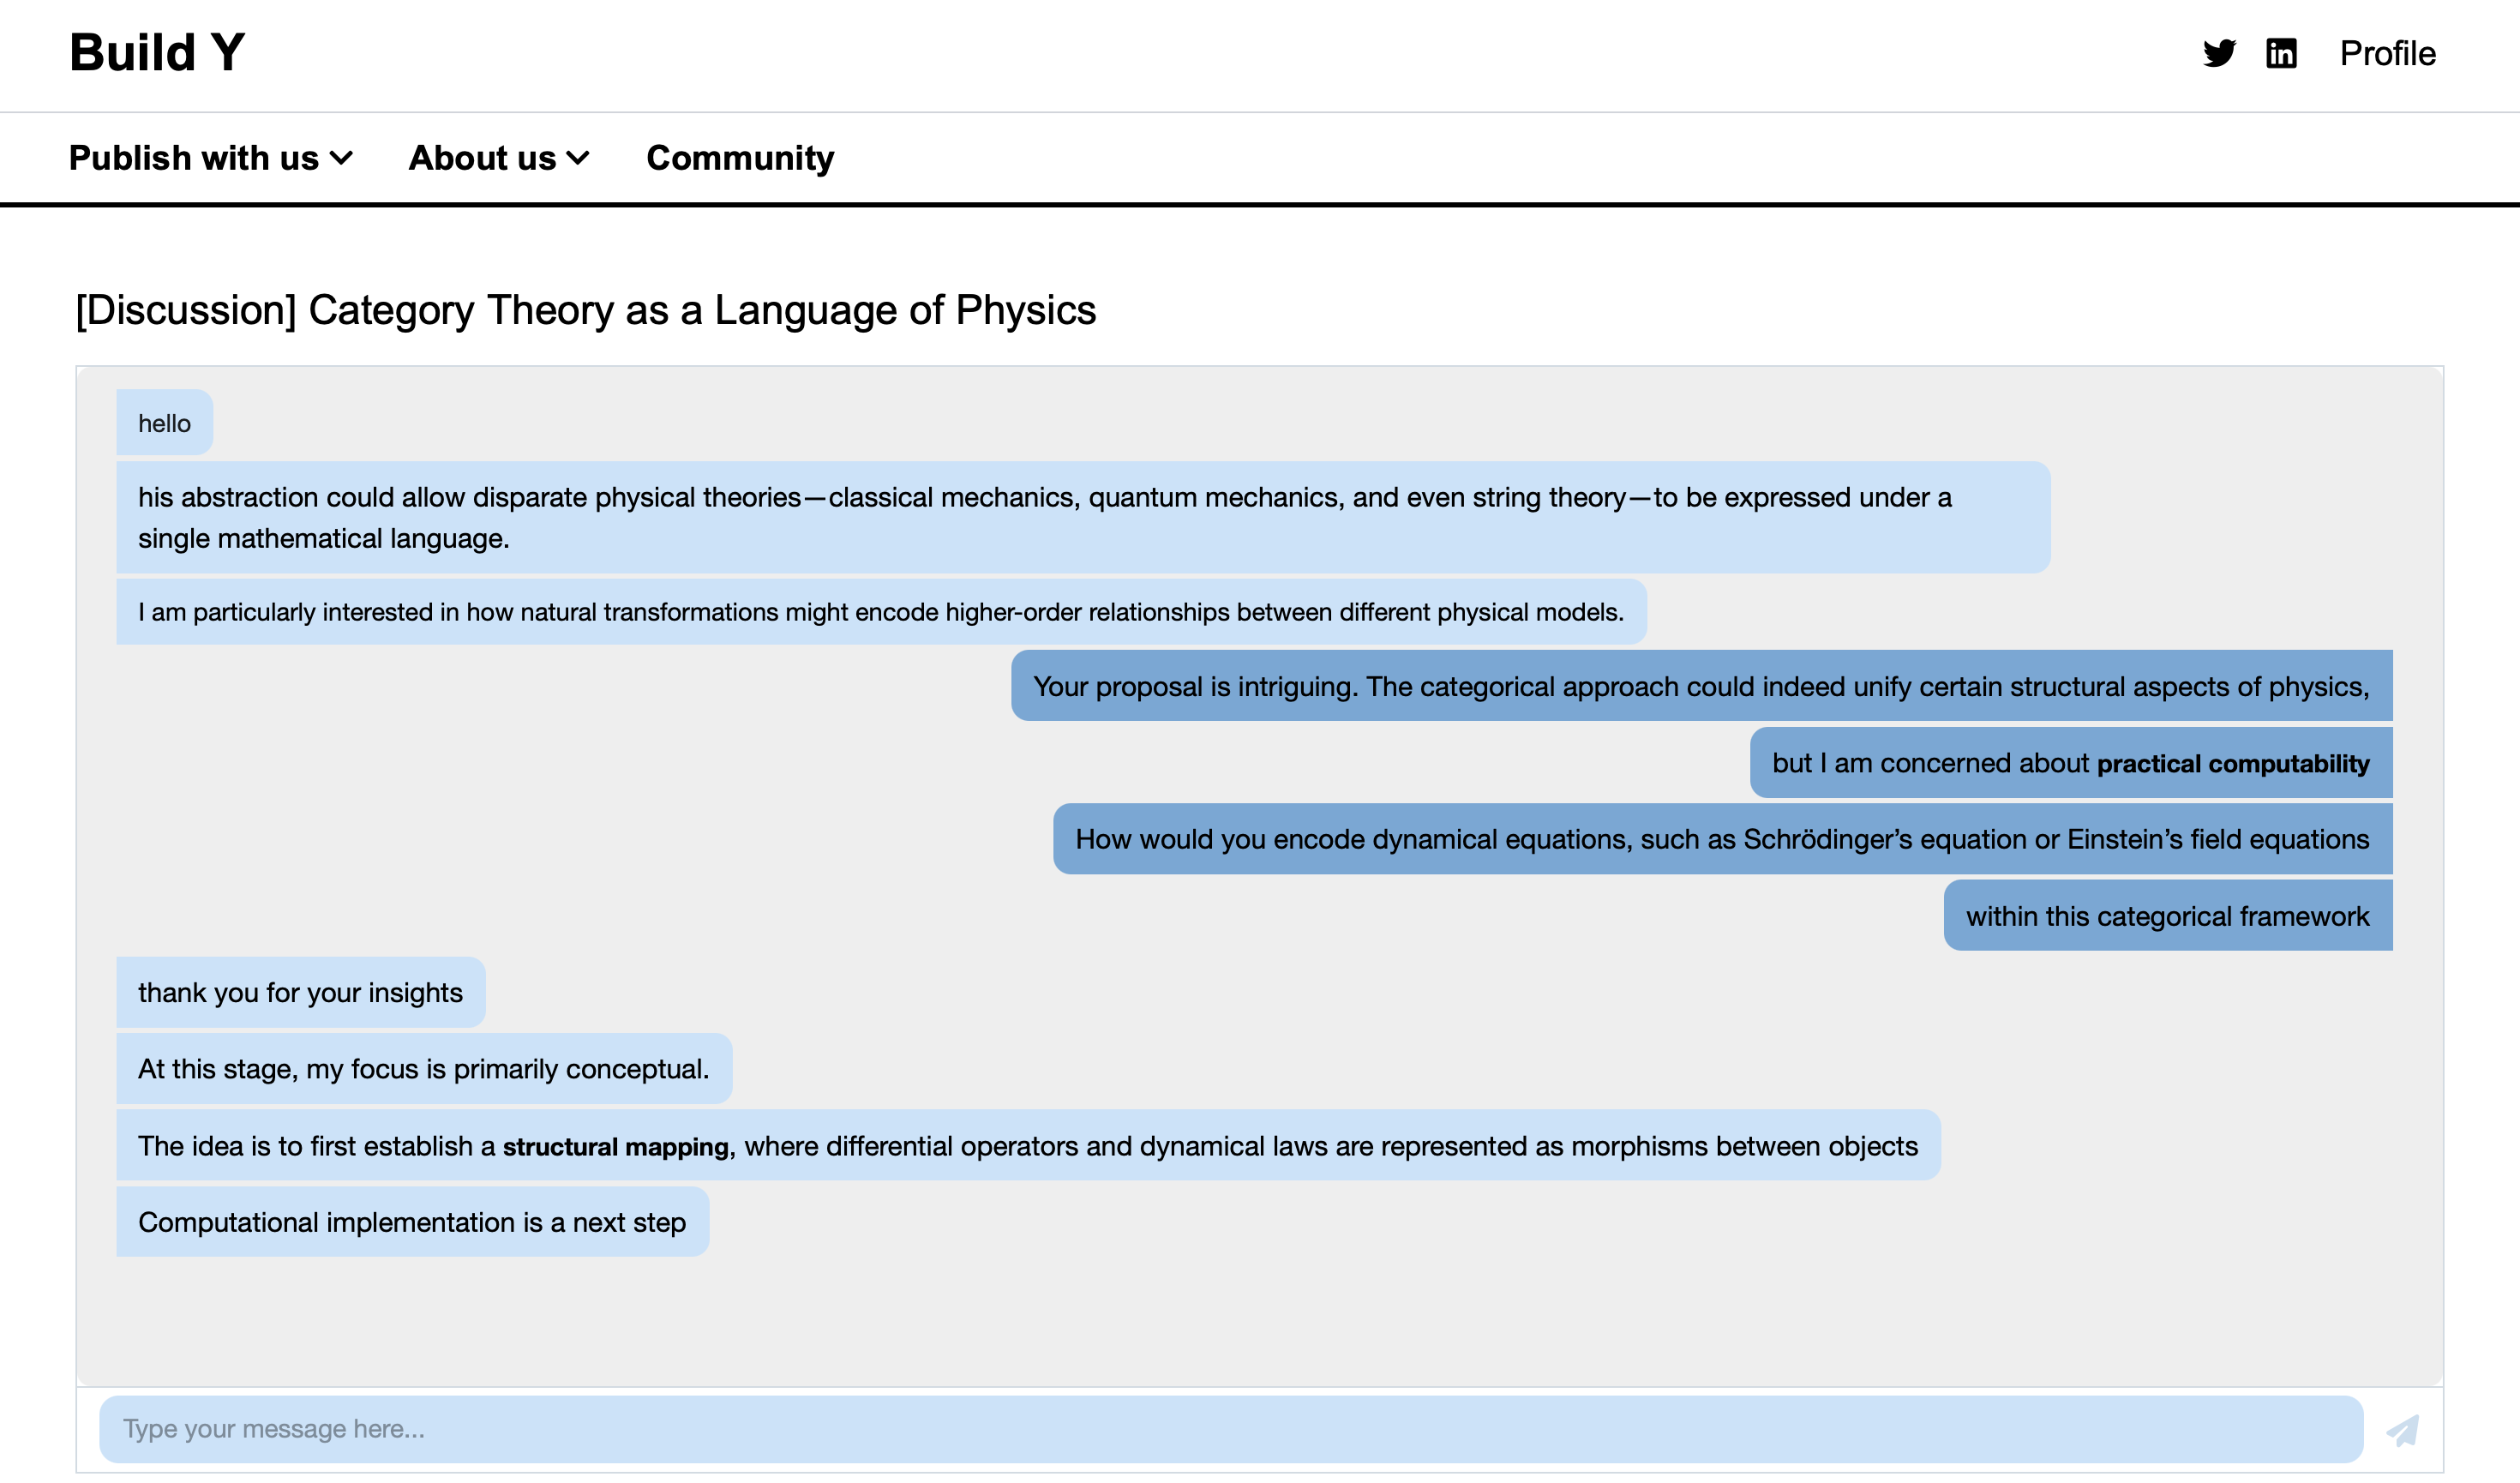 Build Y
Profile
Publish with us
About us
Community
[Discussion] Category Theory as a Language of Physics
hello
his abstraction could allow disparate physical theories—classical mechanics, quantum mechanics, and even string theory—to be expressed under a
single mathematical language.
I am particularly interested in how natural transformations might encode higher-order relationships between different physical models.
Your proposal is intriguing. The categorical approach could indeed unify certain structural aspects of physics,
but I am concerned about practical computability
How would you encode dynamical equations, such as Schrödinger’s equation or Einstein’s field equations
within this categorical framework
thank you for your insights
At this stage, my focus is primarily conceptual.
The idea is to first establish a structural mapping, where differential operators and dynamical laws are represented as morphisms between objects
Computational implementation is a next step
Type your message here...